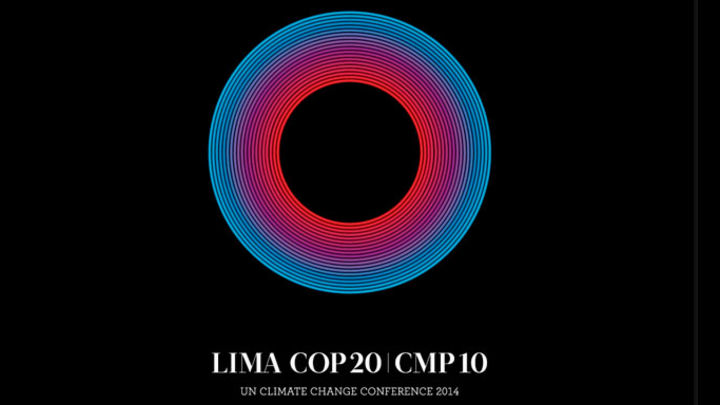 LIMA COP20 | CMP10
UN CLIMATE CHANGE CONFERENCE 2014